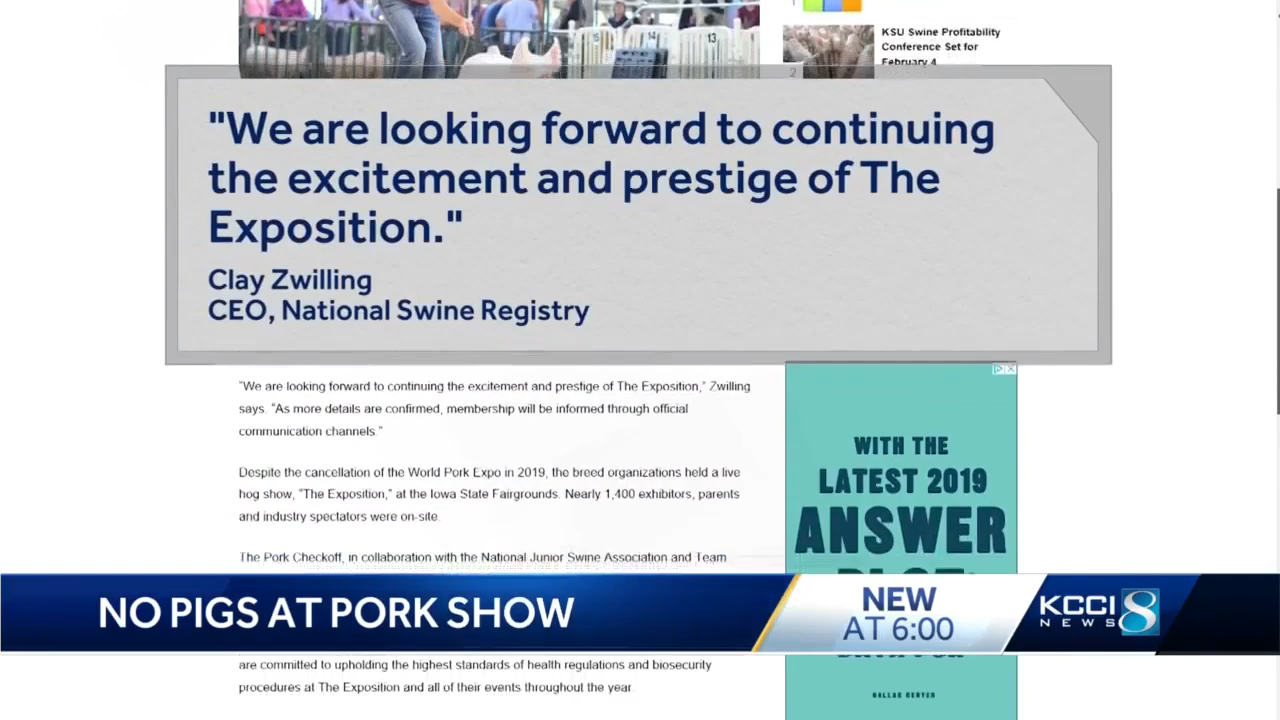 15
14
13
KSU Swine Profitability
Conference Set for
February 4
2
"We are looking forward to continuing
the excitement and prestige of The
Exposition."
Clay Zwilling
CEO, National Swine Registry
"We are looking forward to continuing the excitement and prestige of The Exposition," Zwilling
says. "As more details are confirmed, membership will be informed through official
communication channels."
Despite the cancellation of the World Pork Expo in 2019, the breed organizations held a live
hog show, "The Exposition," at the Iowa State Fairgrounds. Nearly 1,400 exhibitors, parents
and industry spectators were on-site.
The Pork Checkoff, in collaboration with the National Junior Swine Association and Team
WITH THE
LATEST 2019
ANSWER
NO PIGS AT PORK SHOW
NEW
AT 6:00
KCCI 8
NEWS
are committed to upholding the highest standards of health regulations and biosecurity
procedures at The Exposition and all of their events throughout the year.